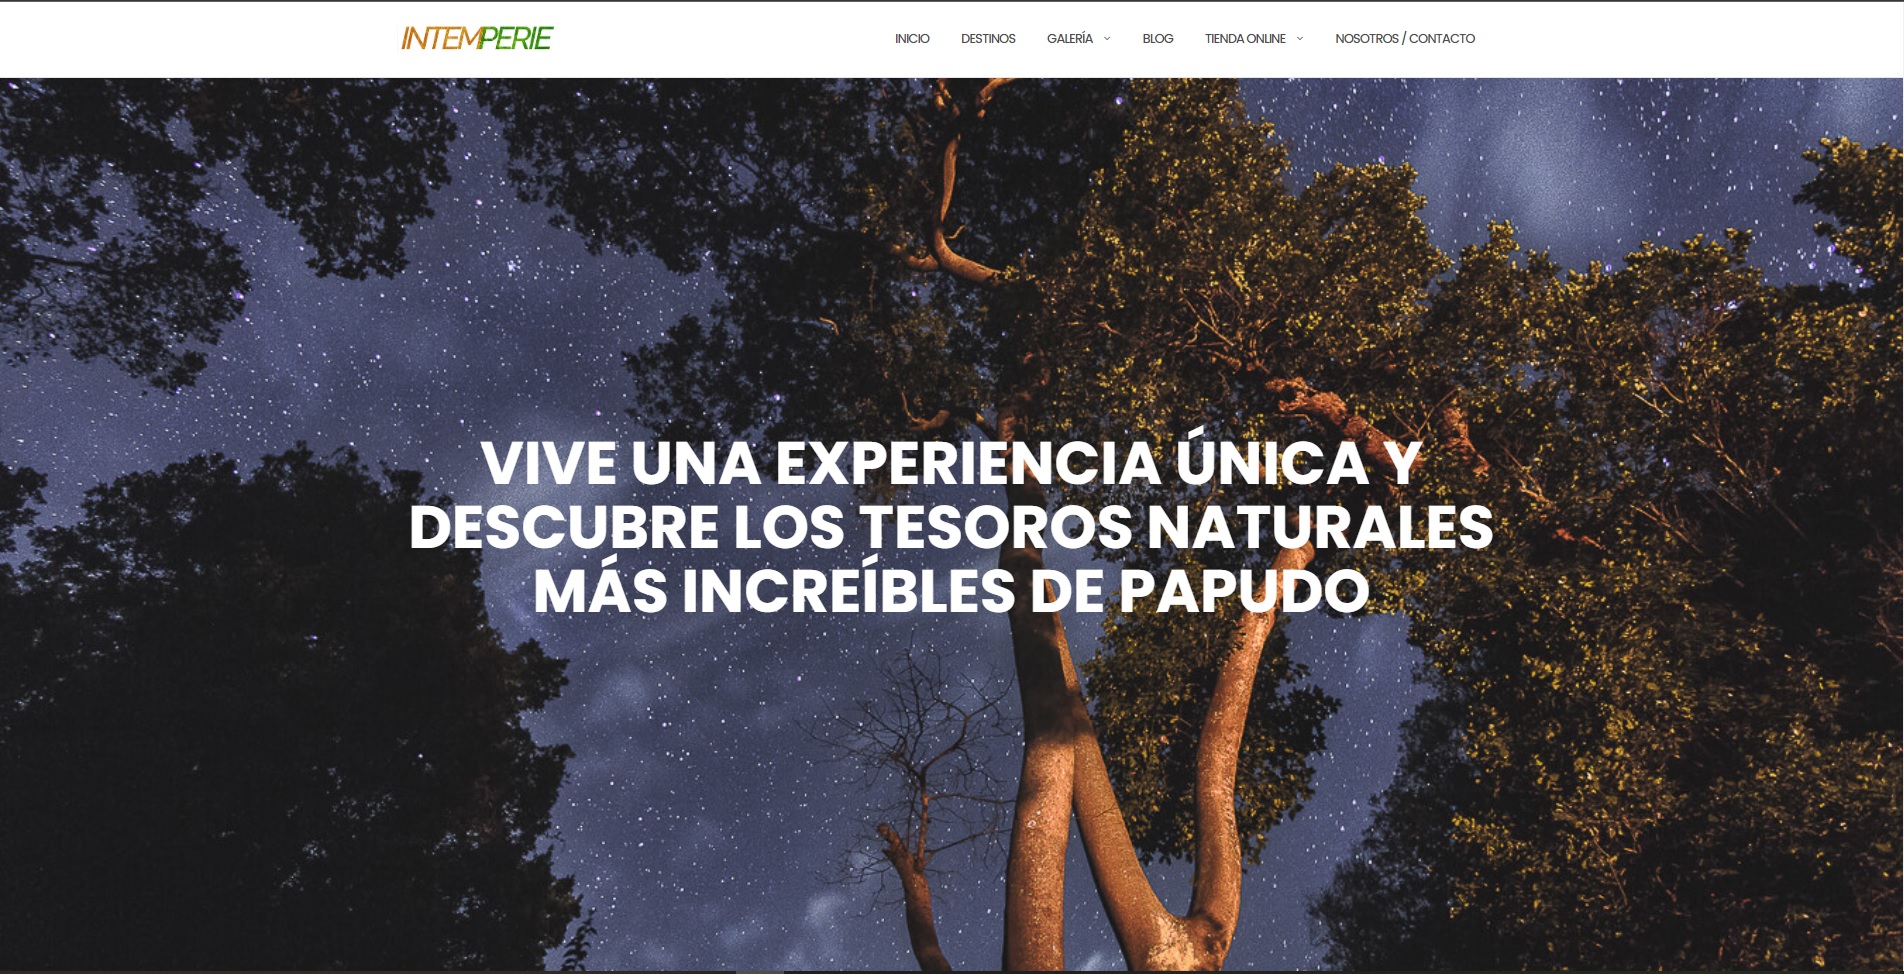 INTEMPERIE
INICIO DESTINOS GALERÍA BLOG TIENDA ONLINE NOSOTROS / CONTACTO
VIVE UNA EXPERIENCIA ÚNICA Y
DESCUBRE LOS TESOROS NATURALES
MÁS INCREÍBLES DE PAPUDO